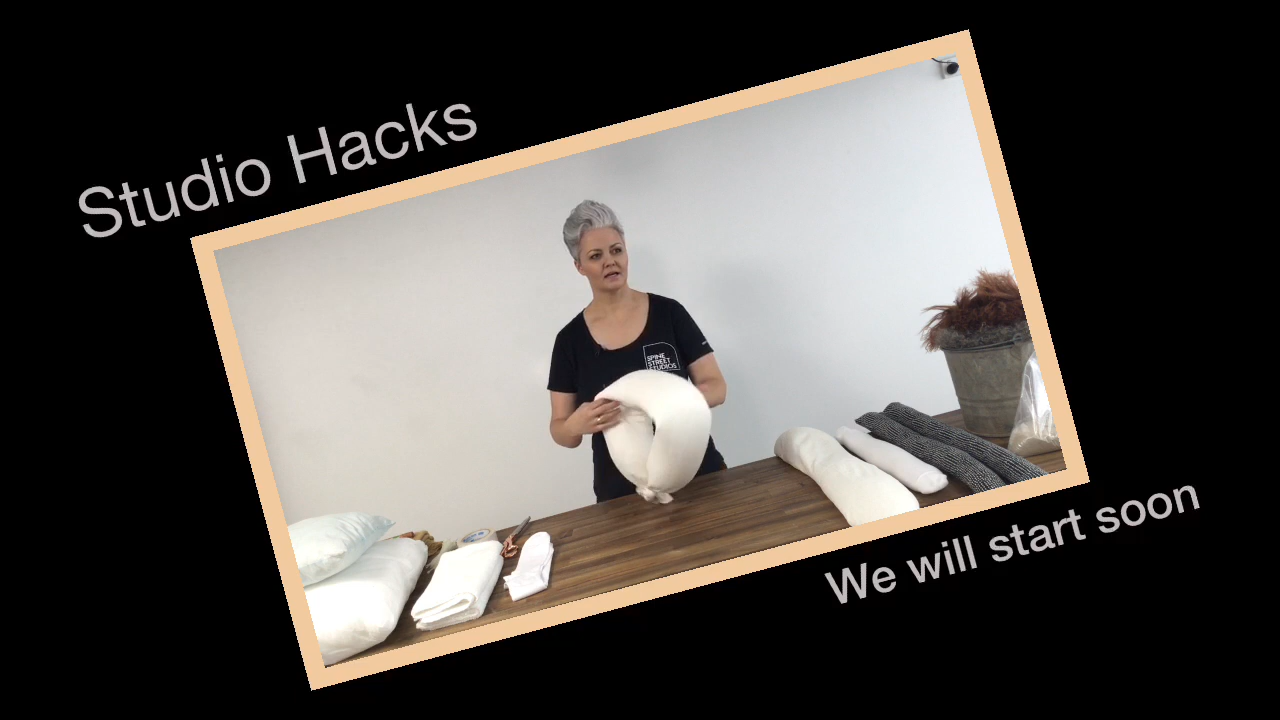 Studio Hacks
SPINE
STREET
STUDIOS
We will start soon